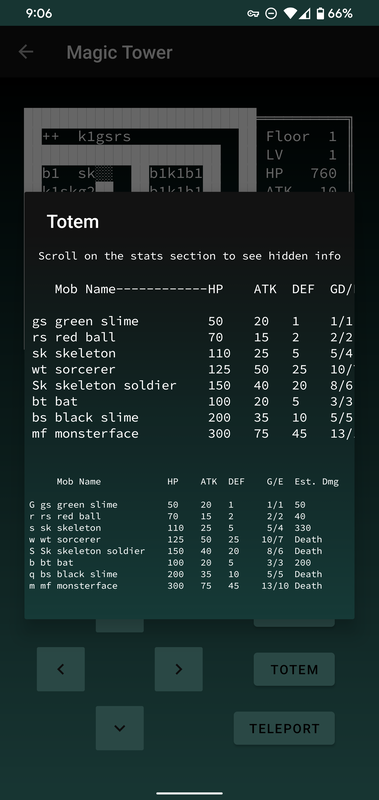 9:06
66%
Magic Tower
++ k1gsrs
Floor 1
LV 1
b1 sk
b1k1b1
HP 760
Totem
Scroll on the stats section to see hidden info
Mob Name------------HP ATK DEF GD/
gs green slime 50 20 1 1/1
rs red ball 70 15 2 2/2
sk skeleton 110 25 5 5/4
wt sorcerer 125 50 25 10/
Sk skeleton soldier 150 40 20 8/6
bt bat 100 20 5 3/3
bs black slime 200 35 10 5/5
mf monsterface 300 75 45 13/
Mob Name HP ATK DEF G/E Est. Dmg
G gs green slime 50 20 1 1/1 50
r rs red ball 70 15 2 2/2 40
s sk skeleton 110 25 5 5/4 330
w wt sorcerer 125 50 25 10/7 Death
S Sk skeleton soldier 150 40 20 8/6 Death
b bt bat 100 20 5 3/3 200
q bs black slime 200 35 10 5/5 Death
m mf monsterface 300 75 45 13/10 Death
TOTEM
TELEPORT